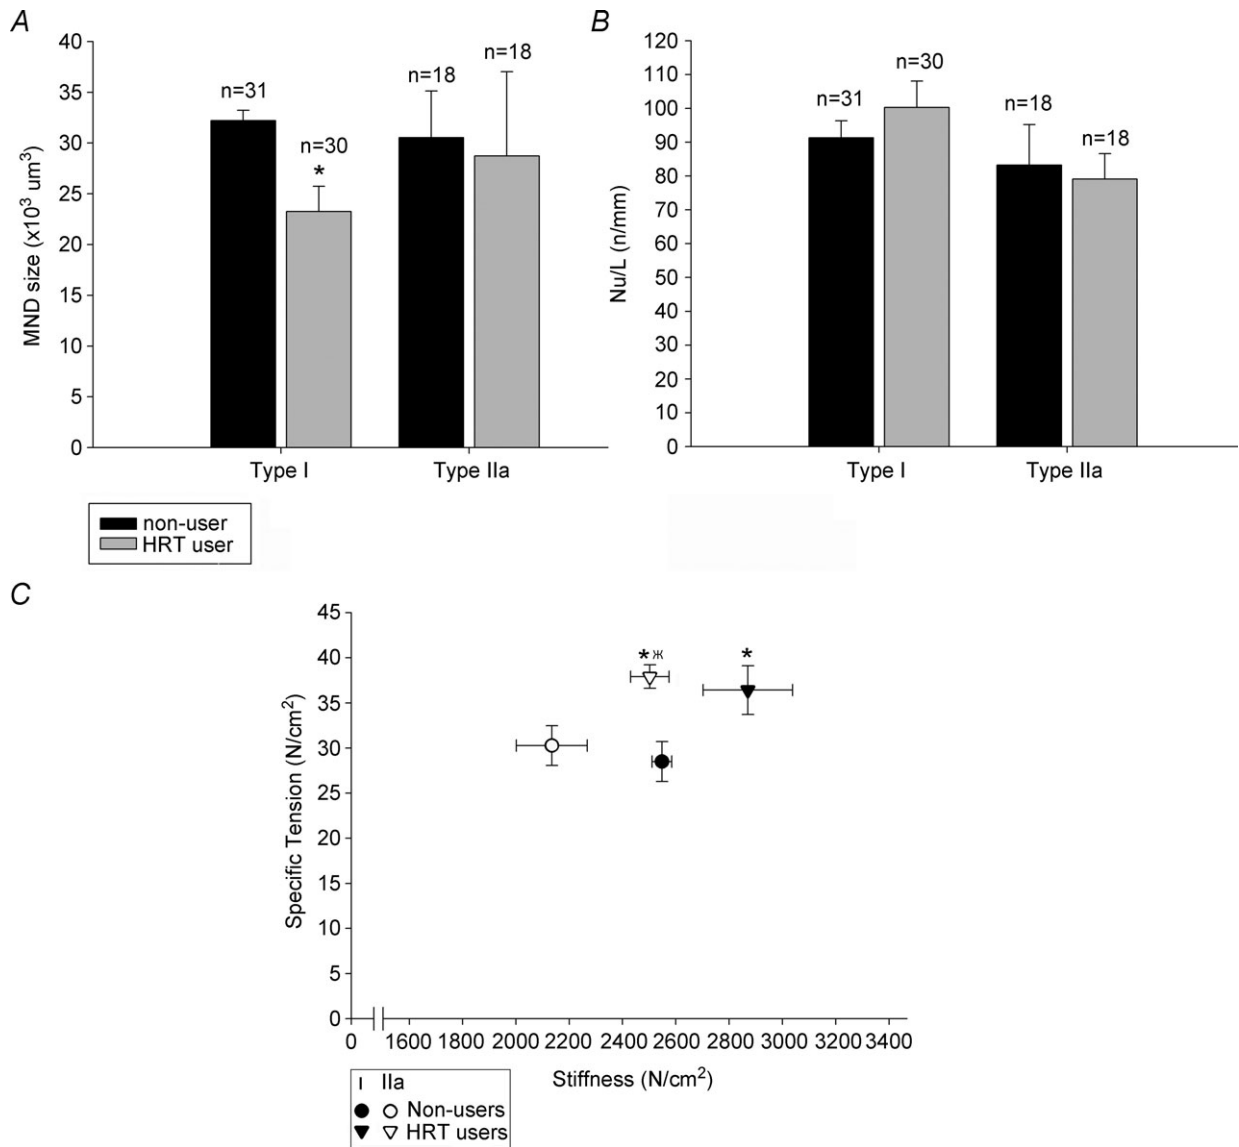 A
MND size (x10³ um³)
40
35
30
25
20
15
10
5
0
n=31
n=30
*
n=18
n=18
Type I
Type IIa
non-user
HRT user
B
Nu/L (n/mm)
120
110
100
90
80
70
60
50
40
30
20
10
0
n=31
n=30
n=18
n=18
Type I
Type IIa
C
Specific Tension (N/cm²)
45
40
35
30
25
20
15
10
5
0
*ж
*
0 1600 1800 2000 2200 2400 2600 2800 3000 3200 3400
Stiffness (N/cm²)
I IIa
Non-users
HRT users